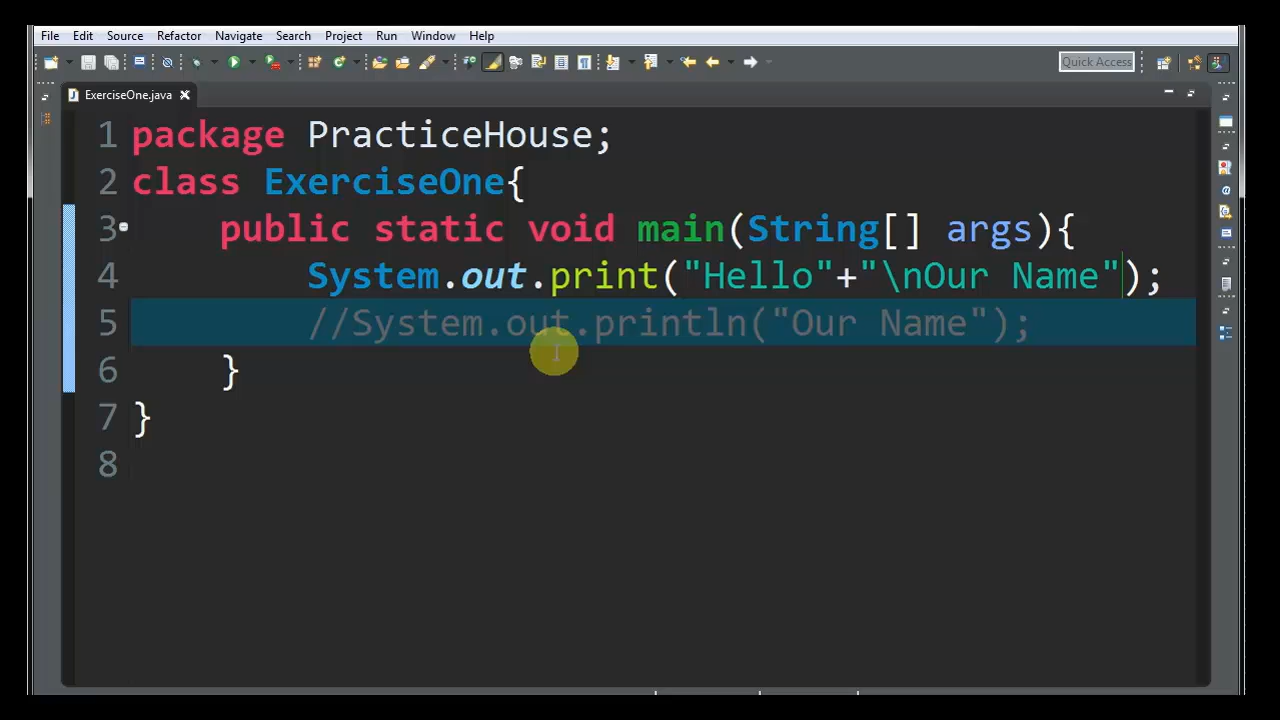 File Edit Source Refactor Navigate Search Project Run Window Help
Quick Access
ExerciseOne.java
1 package PracticeHouse;
2 class ExerciseOne{
3 public static void main(String[] args){
4 System.out.print("Hello"+"\nOur Name");
5 //System.out.println("Our Name");
6 }
7 }
8